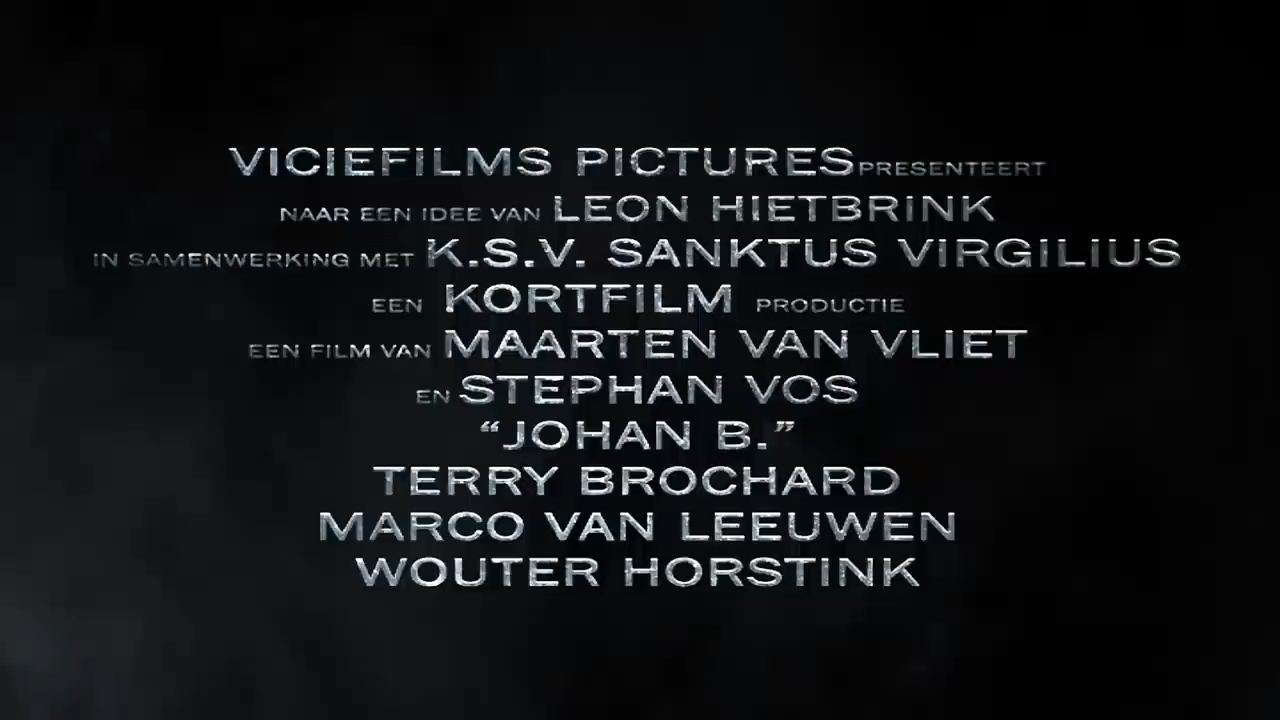 VICIEFILMS PICTURES PRESENTEERT
NAAR EEN IDEE VAN LEON HIETBRINK
IN SAMENWERKING MET K.S.V. SANKTUS VIRGILIUS
EEN KORTFILM PRODUCTIE
EEN FILM VAN MAARTEN VAN VLIET
EN STEPHAN VOS
“JOHAN B.”
TERRY BROCHARD
MARCO VAN LEEUWEN
WOUTER HORSTINK